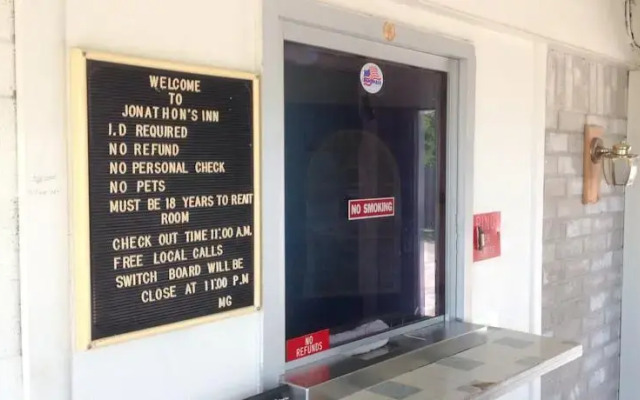 WELCOME
TO
JONATHON'S INN
I.D REQUIRED
NO REFUND
NO PERSONAL CHECK
NO PETS
MUST BE 18 YEARS TO RENT
ROOM
CHECK OUT TIME 11:00 A.M.
FREE LOCAL CALLS
SWITCH BOARD WILL BE
CLOSE AT 11:00 P.M
MG
NO SMOKING
NO
REFUNDS